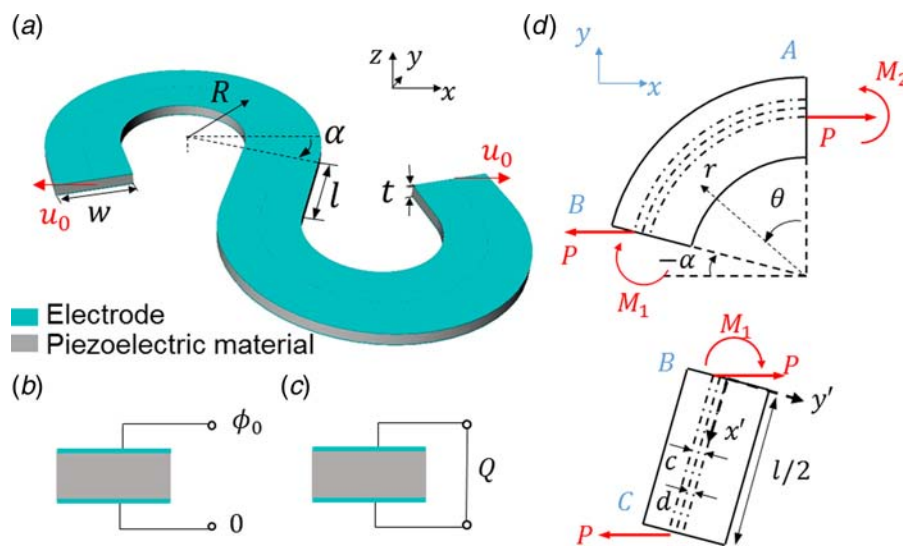 (a)
z
y
x
R
α
l
t
u₀
u₀
w
Electrode
Piezoelectric material
(b)
ϕ₀
0
(c)
Q
(d)
y
x
A
M₂
P
r
θ
B
P
M₁
−α
B
M₁
P
y′
x′
c
d
l/2
C
P